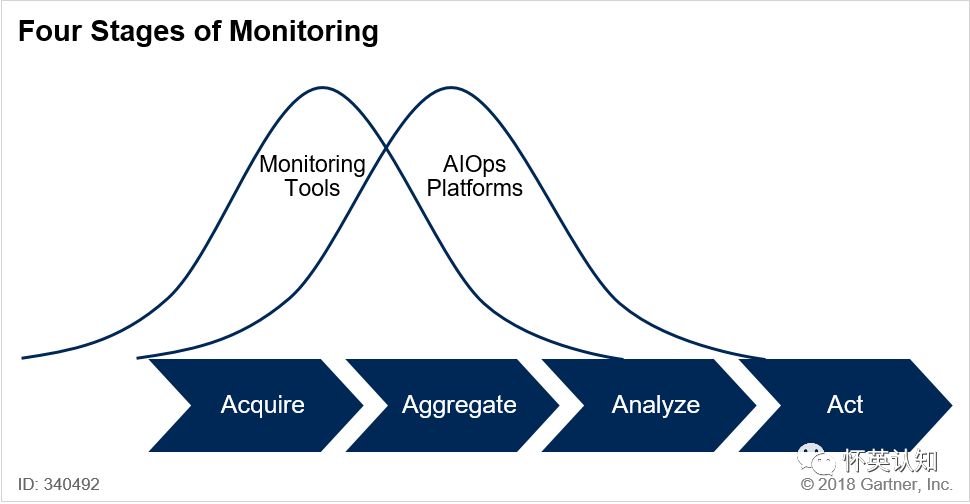 Four Stages of Monitoring
Monitoring
Tools
AIOps
Platforms
Acquire
Aggregate
Analyze
Act
怀英认知
ID: 340492
© 2018 Gartner, Inc.